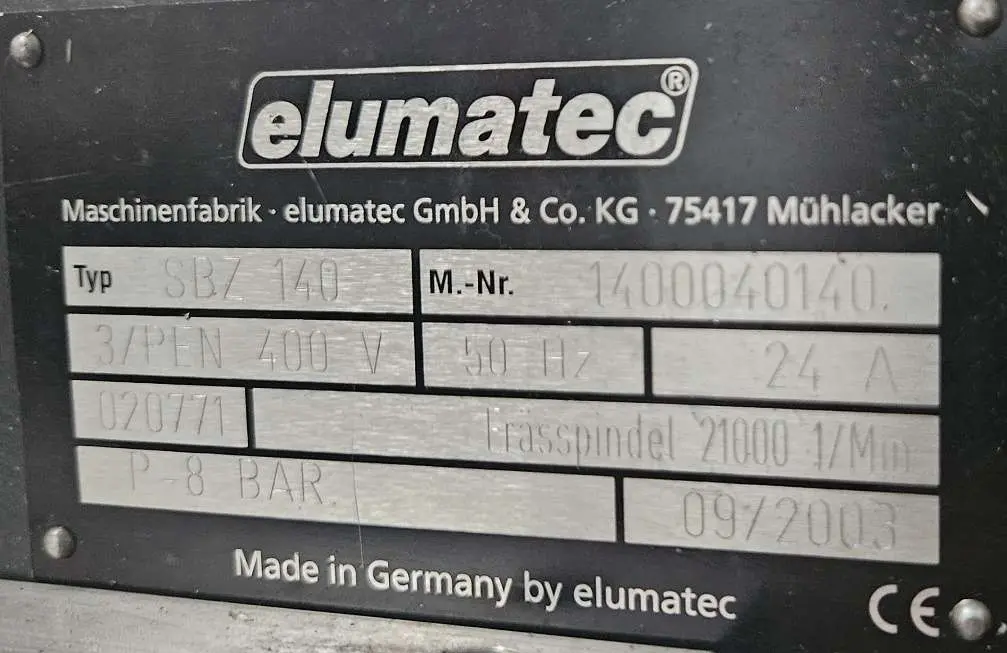 elumatec®
Maschinenfabrik · elumatec GmbH & Co. KG · 75417 Mühlacker
Typ SBZ 140 M.-Nr. 1400040140.
3/PEN 400 V 50 Hz 24 A
020771 Frässpindel 21000 1/Min
P-8 BAR. 09/2003
Made in Germany by elumatec CE